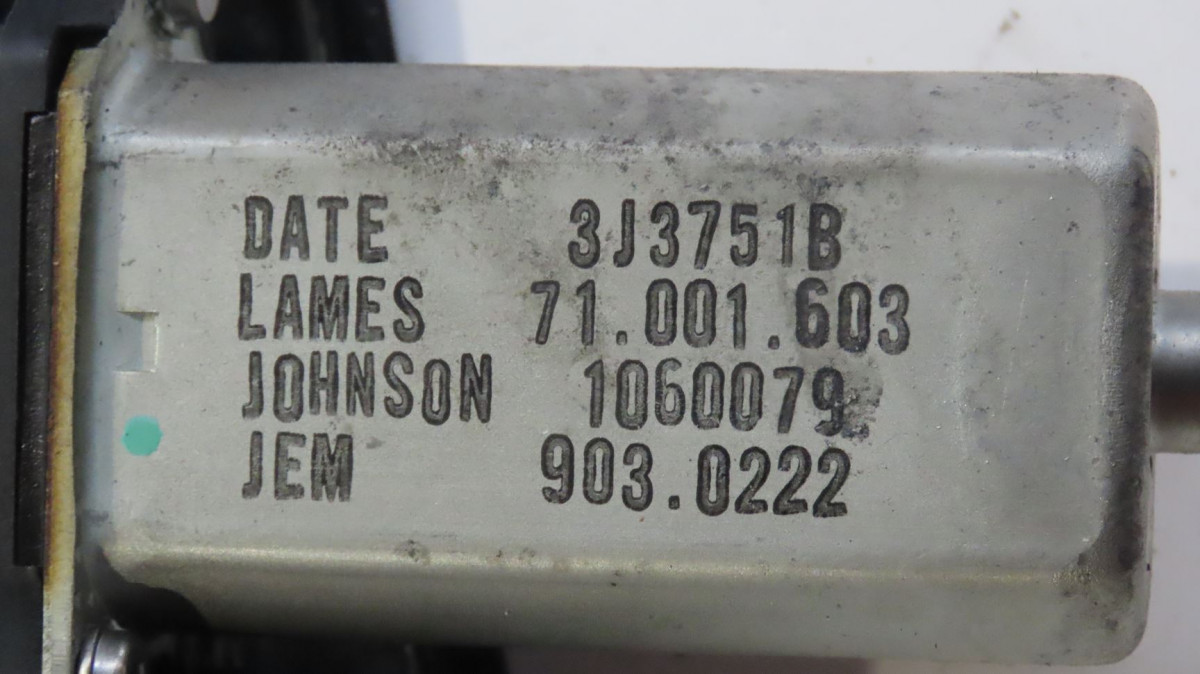 DATE 3J3751B
LAMES 71.001.603
JOHNSON 1060079
JEM 903.0222